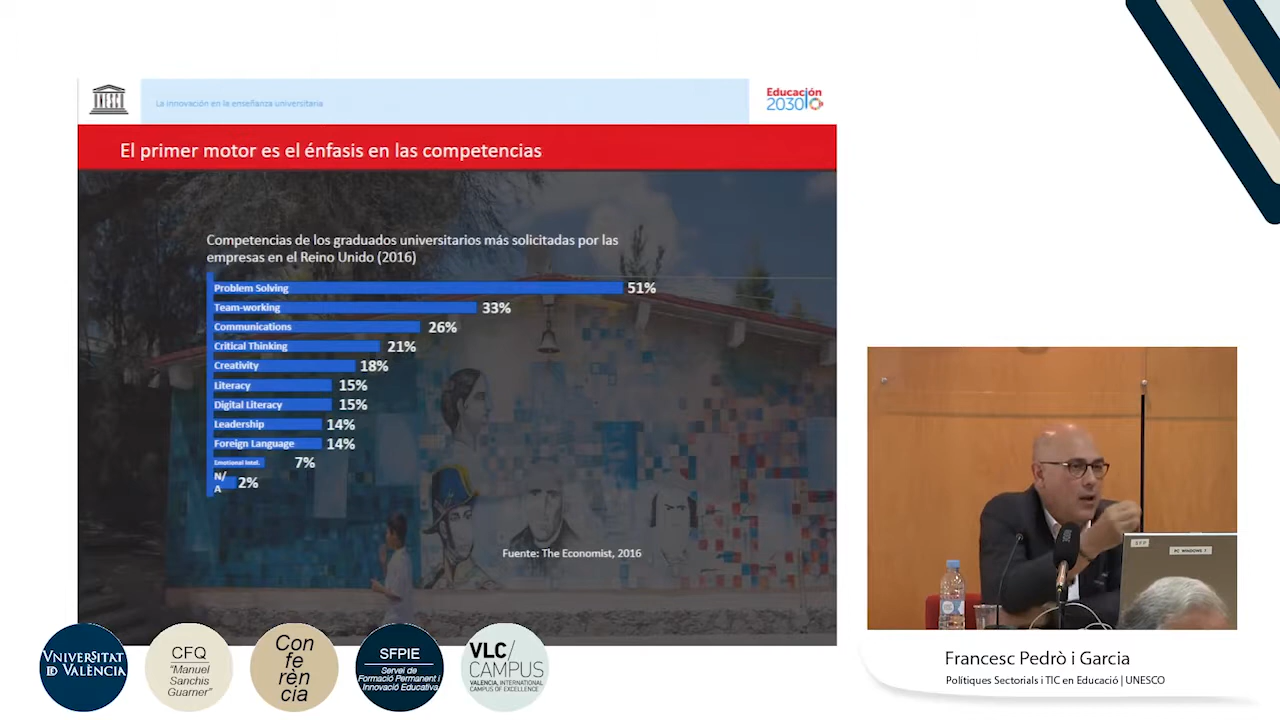 La innovación en la enseñanza universitaria
Educación
2030
El primer motor es el énfasis en las competencias
Competencias de los graduados universitarios más solicitadas por las
empresas en el Reino Unido (2016)
Problem Solving 51%
Team-working 33%
Communications 26%
Critical Thinking 21%
Creativity 18%
Literacy 15%
Digital Literacy 15%
Leadership 14%
Foreign Language 14%
Emotional Intel. 7%
N/
A 2%
Fuente: The Economist, 2016
SFP
PC WINDOWS 7
VNIVERSITAT
ID VALÈNCIA
CFQ
"Manuel
Sanchis
Guarner"
Con
fe
rèn
cia
SFPIE
Servei de
Formació Permanent i
Innovació Educativa
VLC/
CAMPUS
VALENCIA, INTERNATIONAL
CAMPUS OF EXCELLENCE
Francesc Pedrò i Garcia
Polítiques Sectorials i TIC en Educació | UNESCO